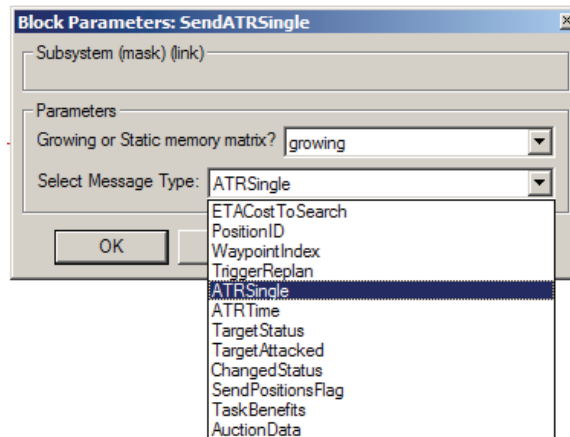 Block Parameters: SendATRSingle
Subsystem (mask) (link)
Parameters
Growing or Static memory matrix? growing
Select Message Type: ATRSingle
ETACostToSearch
PositionID
WaypointIndex
TriggerReplan
ATRSingle
ATRTime
TargetStatus
TargetAttacked
ChangedStatus
SendPositionsFlag
TaskBenefits
AuctionData
OK